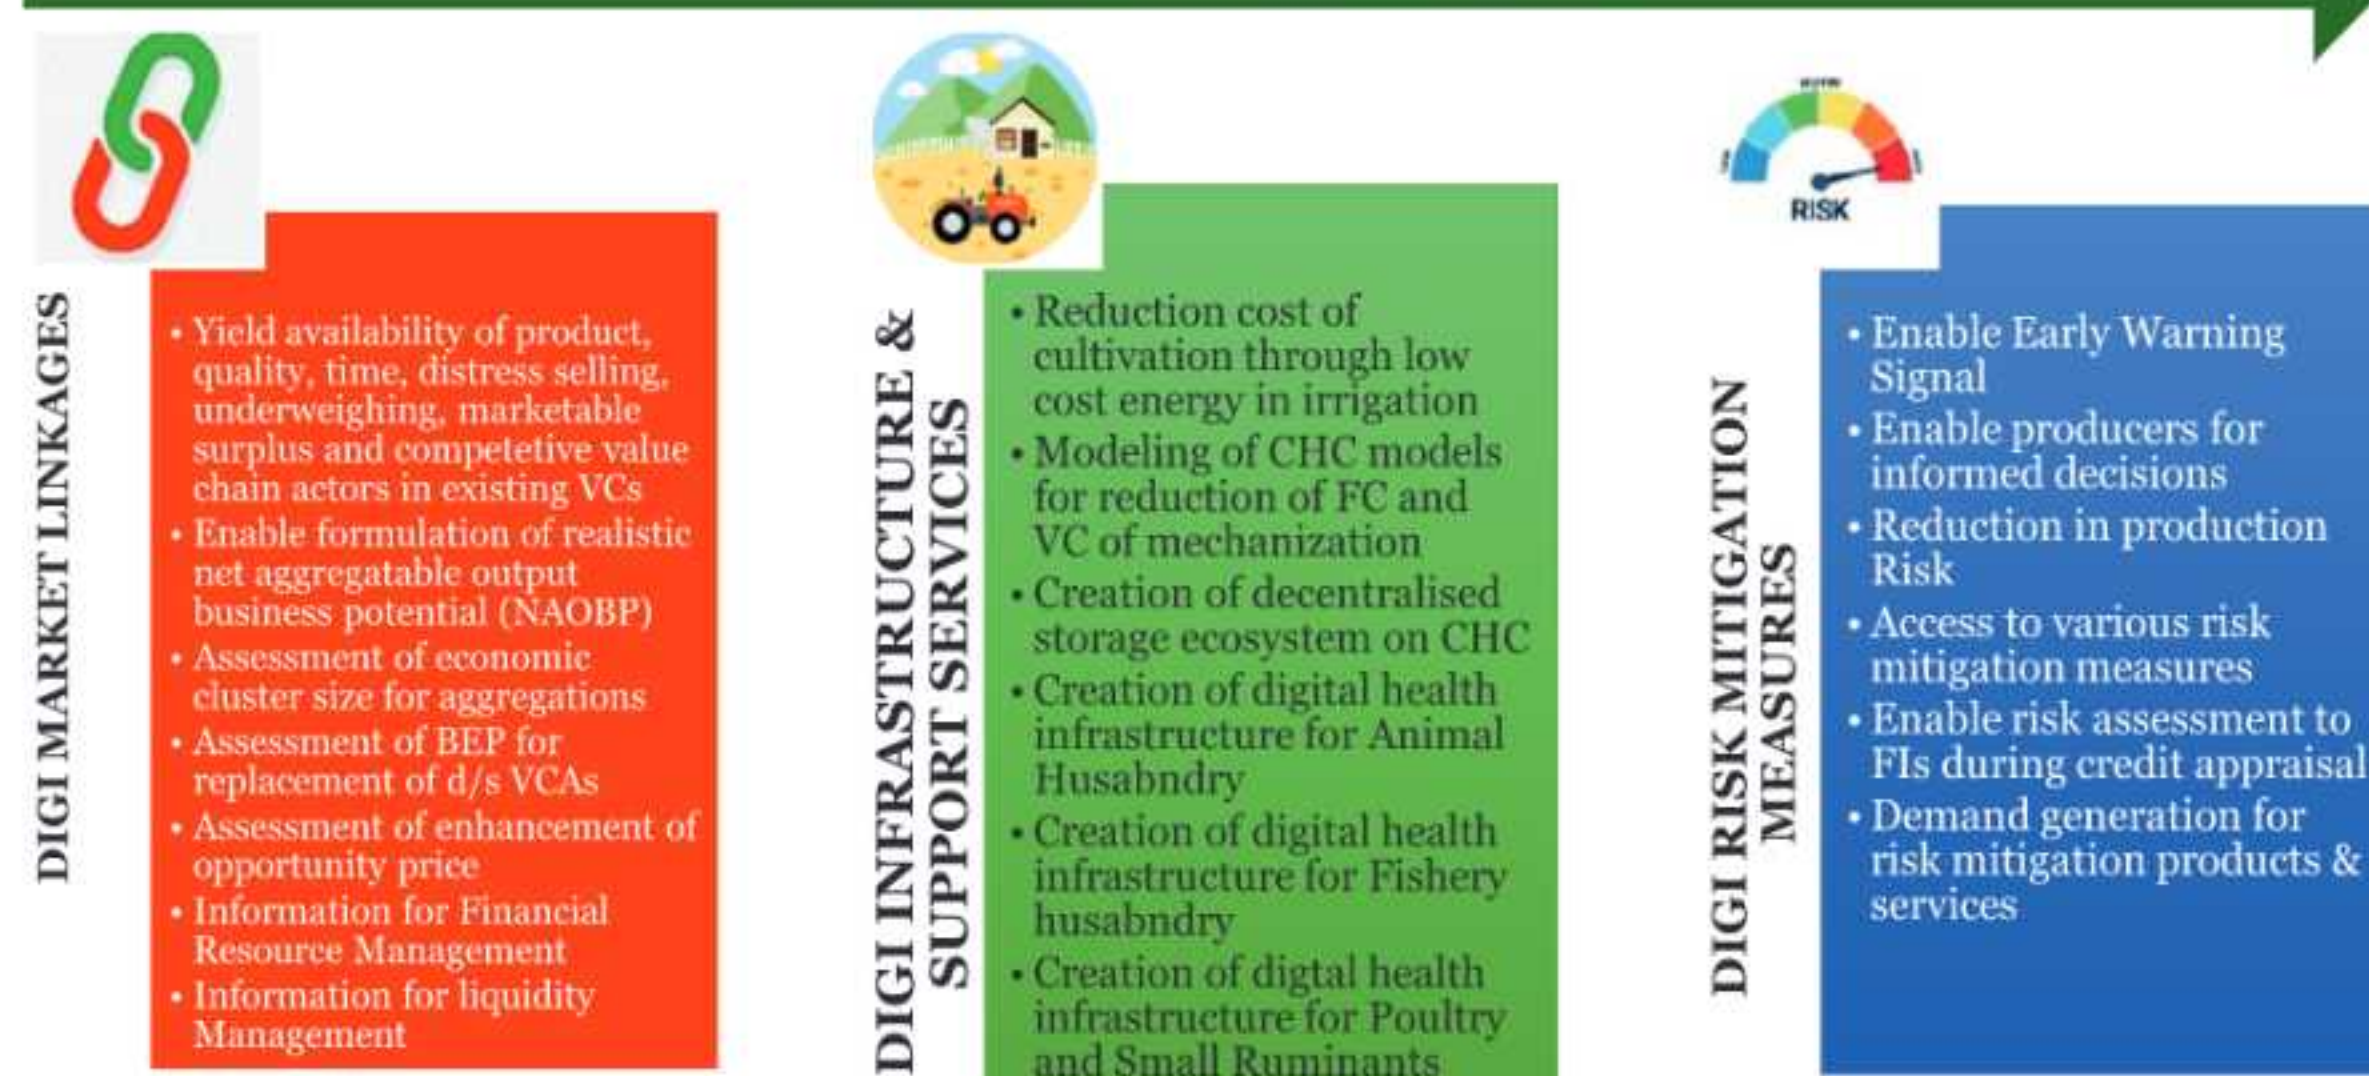 DIGI MARKET LINKAGES
• Yield availability of product,
quality, time, distress selling,
underweighing, marketable
surplus and competetive value
chain actors in existing VCs
• Enable formulation of realistic
net aggregatable output
business potential (NAOBP)
• Assessment of economic
cluster size for aggregations
• Assessment of BEP for
replacement of d/s VCAs
• Assessment of enhancement of
opportunity price
• Information for Financial
Resource Management
• Information for liquidity
Management
DIGI INFRASTRUCTURE &
SUPPORT SERVICES
• Reduction cost of
cultivation through low
cost energy in irrigation
• Modeling of CHC models
for reduction of FC and
VC of mechanization
• Creation of decentralised
storage ecosystem on CHC
• Creation of digital health
infrastructure for Animal
Husabndry
• Creation of digital health
infrastructure for Fishery
husabndry
• Creation of digtal health
infrastructure for Poultry
and Small Ruminants
RISK
DIGI RISK MITIGATION
MEASURES
• Enable Early Warning
Signal
• Enable producers for
informed decisions
• Reduction in production
Risk
• Access to various risk
mitigation measures
• Enable risk assessment to
FIs during credit appraisal
• Demand generation for
risk mitigation products &
services